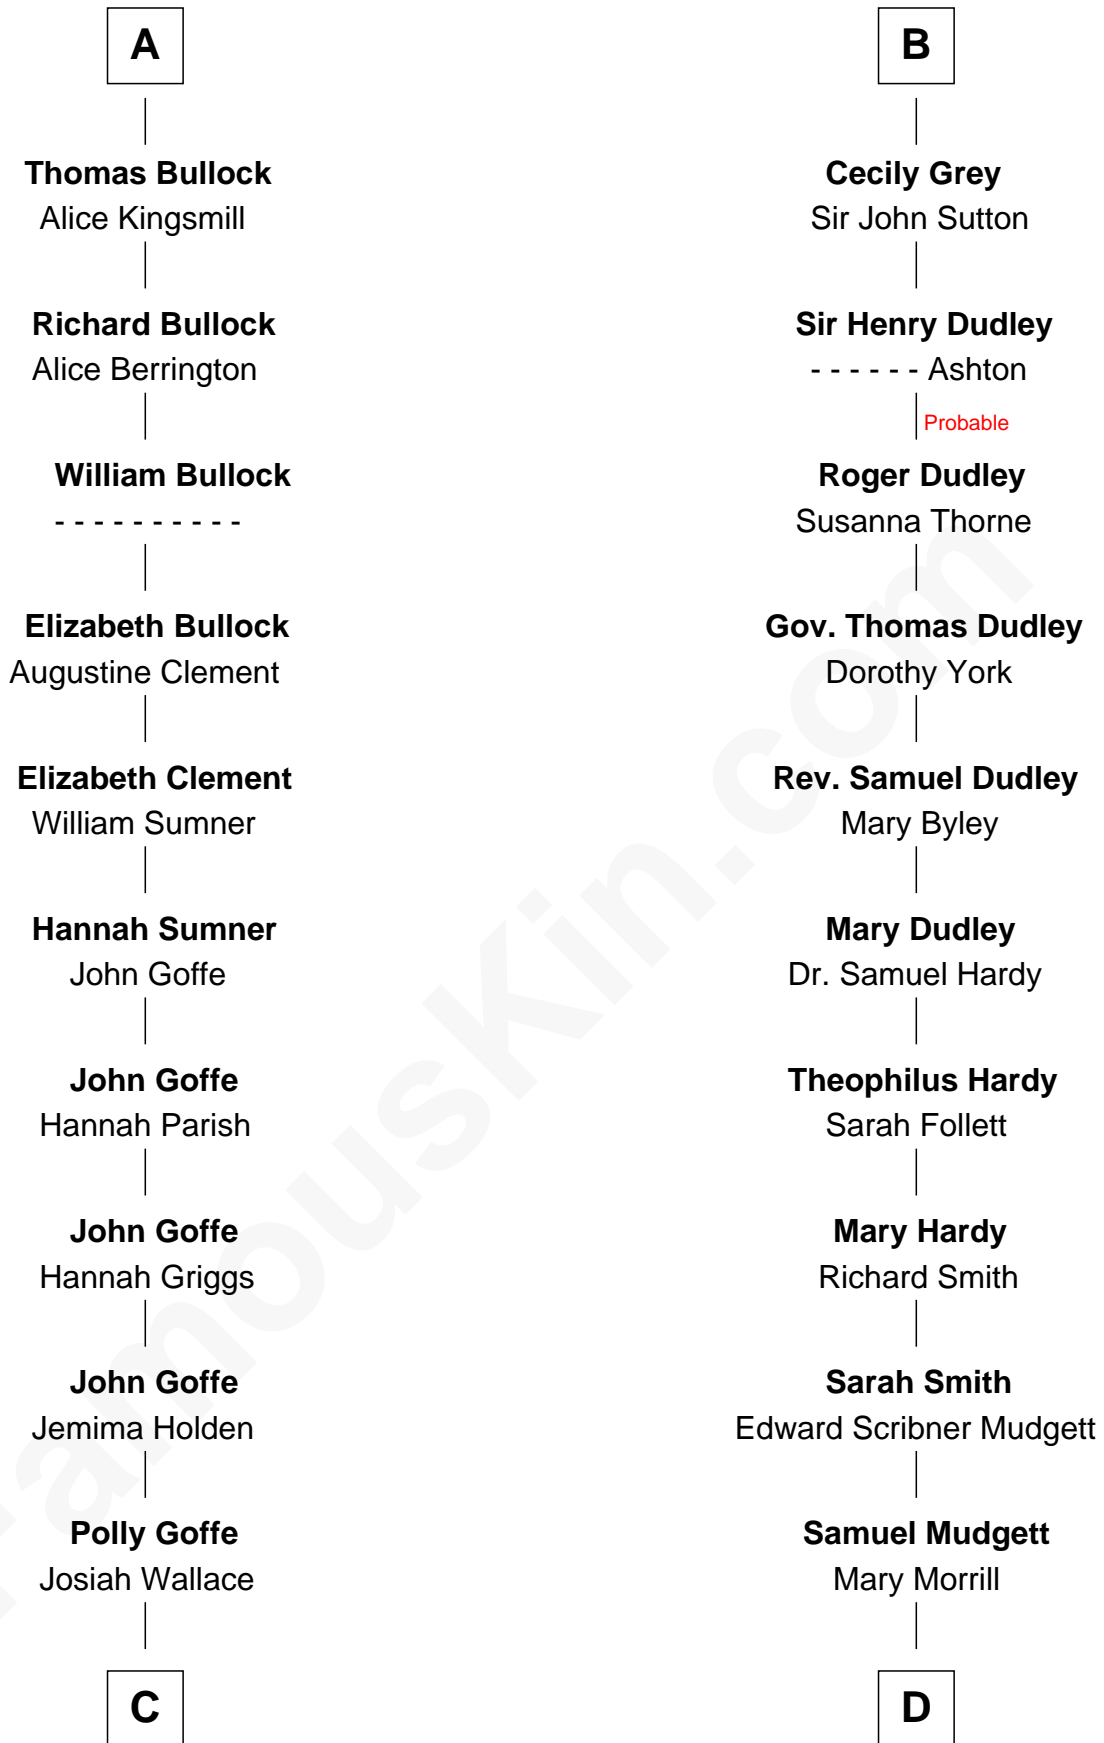 A
Thomas Bullock
Alice Kingsmill
Richard Bullock
Alice Berrington
William Bullock
- - - - - - - - - -
Elizabeth Bullock
Augustine Clement
Elizabeth Clement
William Sumner
Hannah Sumner
John Goffe
John Goffe
Hannah Parish
John Goffe
Hannah Griggs
John Goffe
Jemima Holden
Polly Goffe
Josiah Wallace
C
B
Cecily Grey
Sir John Sutton
Sir Henry Dudley
- - - - - - Ashton
Probable
Roger Dudley
Susanna Thorne
Gov. Thomas Dudley
Dorothy York
Rev. Samuel Dudley
Mary Byley
Mary Dudley
Dr. Samuel Hardy
Theophilus Hardy
Sarah Follett
Mary Hardy
Richard Smith
Sarah Smith
Edward Scribner Mudgett
Samuel Mudgett
Mary Morrill
D
FamousKin.com